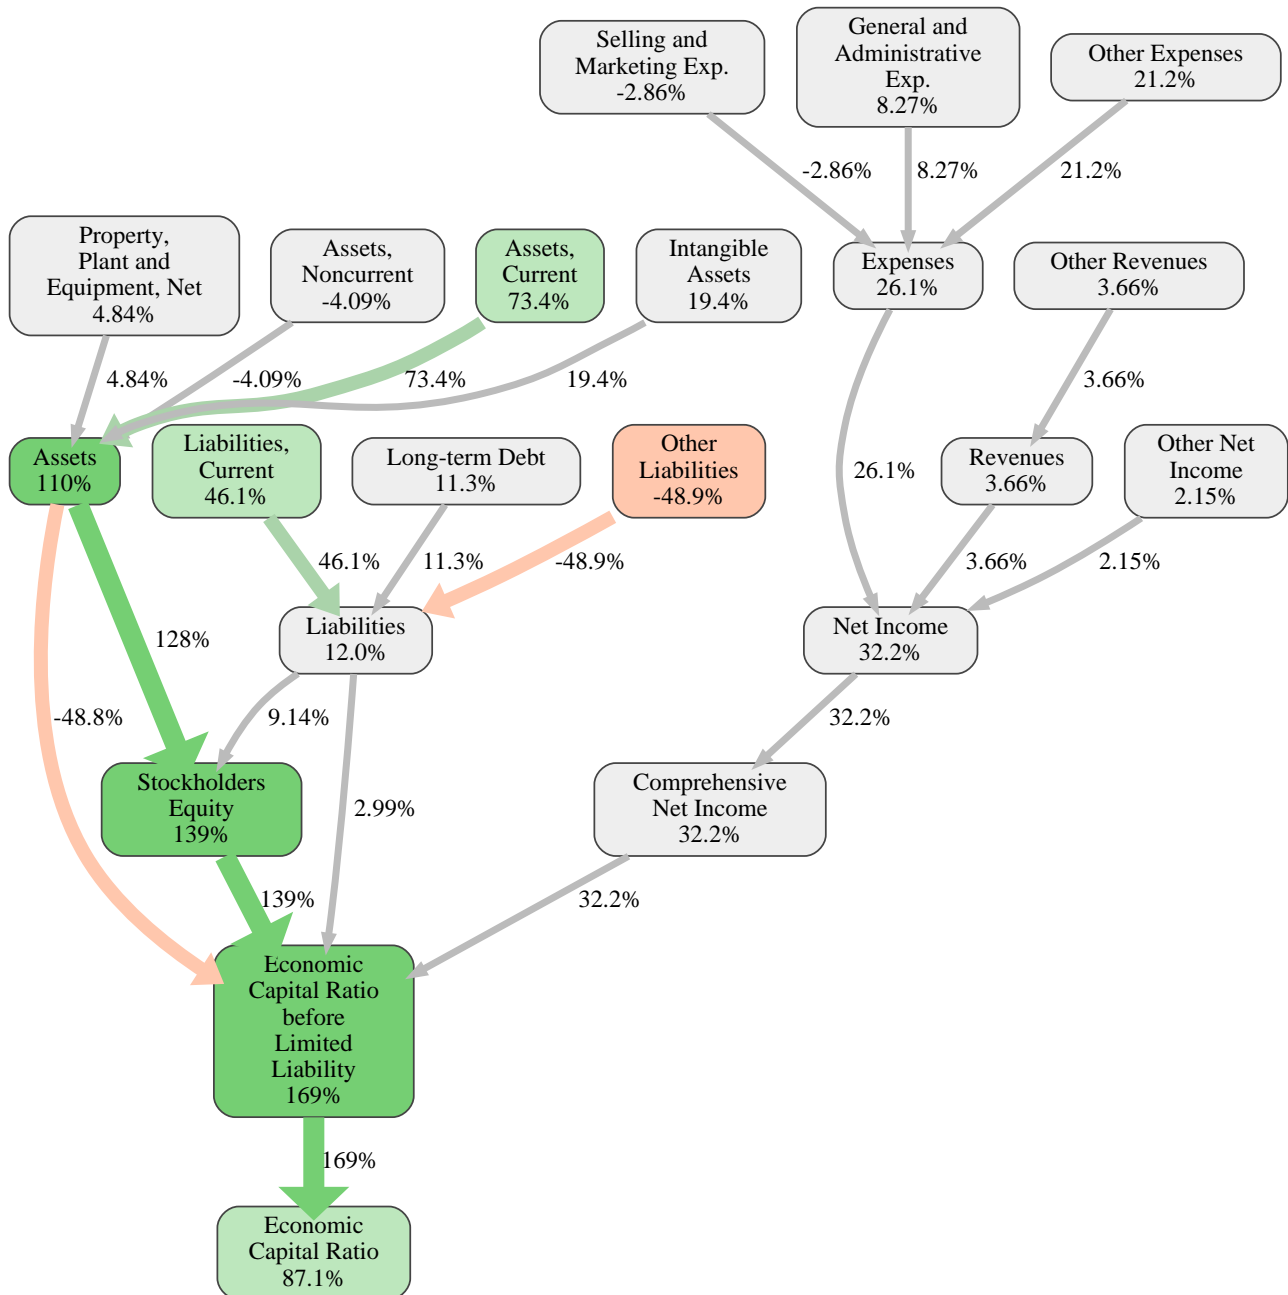 Selling and
Marketing Exp.
-2.86%
General and
Administrative
Exp.
8.27%
Other Expenses
21.2%
-2.86%
8.27%
21.2%
Property,
Plant and
Equipment, Net
4.84%
Assets,
Noncurrent
-4.09%
Assets,
Current
73.4%
Intangible
Assets
19.4%
Expenses
26.1%
Other Revenues
3.66%
4.84%
-4.09%
73.4%
19.4%
3.66%
Assets
110%
Liabilities,
Current
46.1%
Long-term Debt
11.3%
Other
Liabilities
-48.9%
26.1%
Revenues
3.66%
Other Net
Income
2.15%
46.1%
11.3%
-48.9%
3.66%
2.15%
128%
Liabilities
12.0%
Net Income
32.2%
-48.8%
9.14%
32.2%
Stockholders
Equity
139%
2.99%
Comprehensive
Net Income
32.2%
139%
32.2%
Economic
Capital Ratio
before
Limited
Liability
169%
169%
Economic
Capital Ratio
87.1%